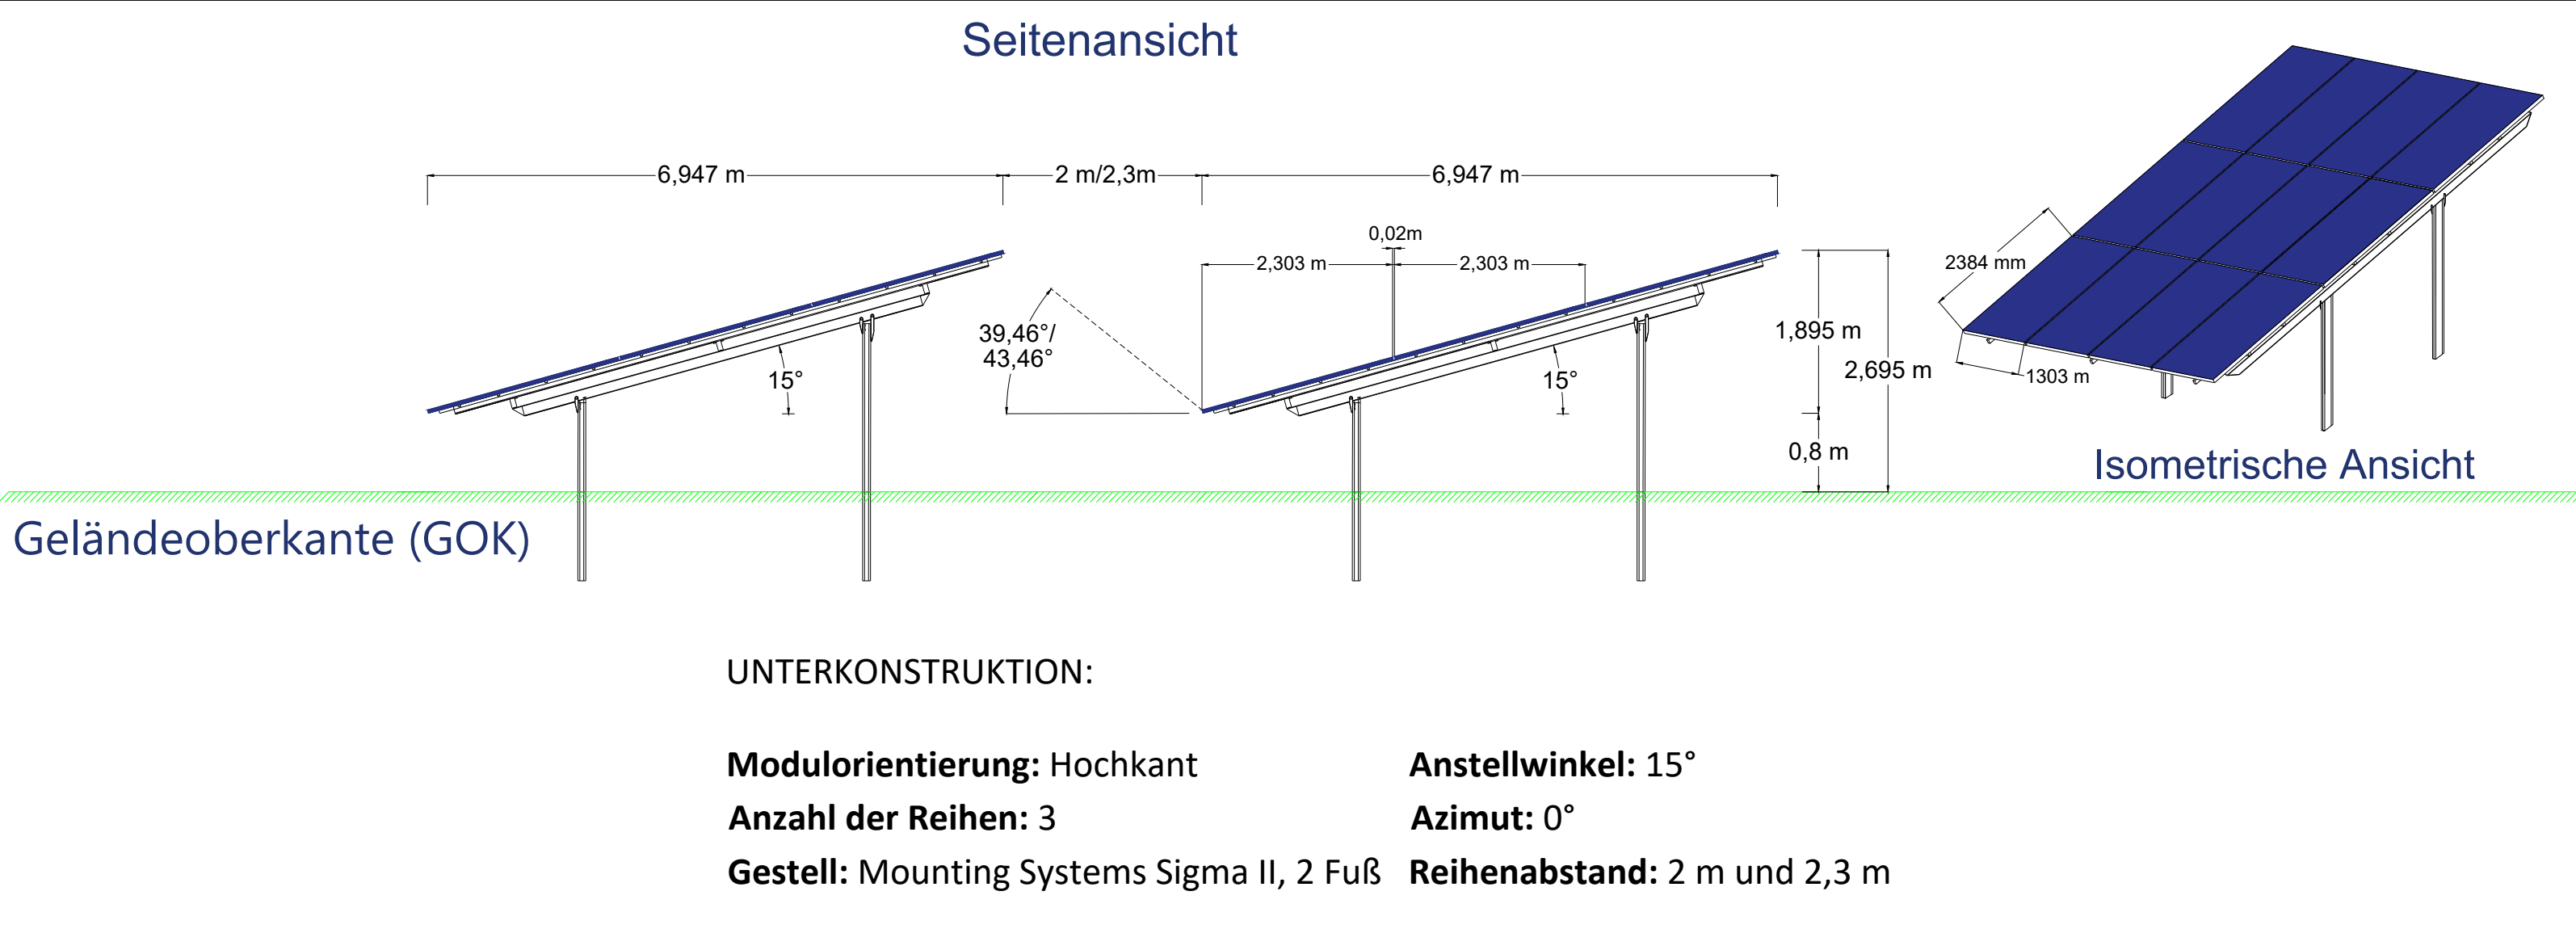 Seitenansicht
6,947 m
2 m/2,3m
6,947 m
0,02m
2,303 m
2,303 m
39,46°/
43,46°
15°
15°
1,895 m
2,695 m
0,8 m
2384 mm
1303 m
Isometrische Ansicht
Geländeoberkante (GOK)
UNTERKONSTRUKTION:
Modulorientierung: Hochkant
Anstellwinkel: 15°
Anzahl der Reihen: 3
Azimut: 0°
Gestell: Mounting Systems Sigma II, 2 Fuß
Reihenabstand: 2 m und 2,3 m